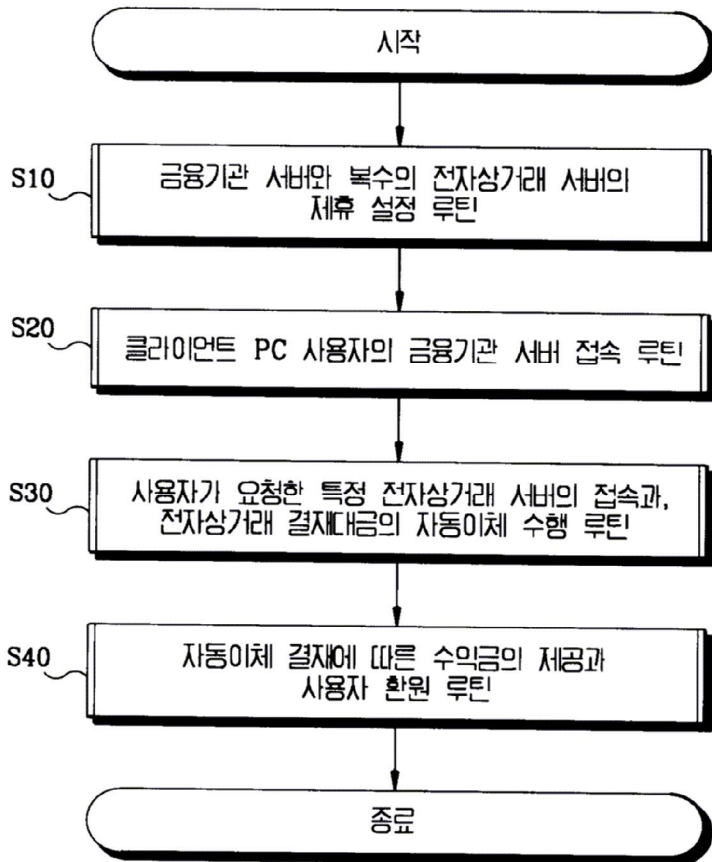 시작
S10
금융기관 서버와 복수의 전자상거래 서버의
제휴 설정 루틴
S20
클라이언트 PC 사용자의 금융기관 서버 접속 루틴
S30
사용자가 요청한 특정 전자상거래 서버의 접속과,
전자상거래 결재대금의 자동이체 수행 루틴
S40
자동이체 결재에 따른 수익금의 제공과
사용자 환원 루틴
종료